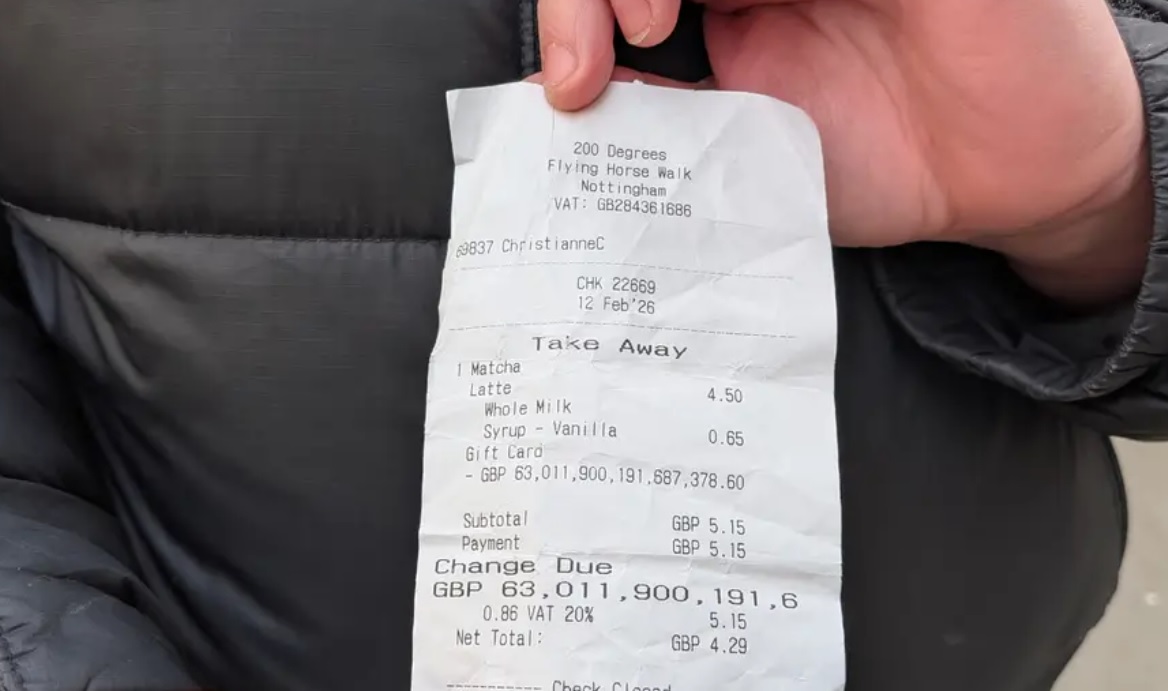 200 Degrees
Flying Horse Walk
Nottingham
VAT: GB284361686
69837 ChristianneC
CHK 22669
12 Feb'26
Take Away
1 Matcha
Latte 4.50
Whole Milk
Syrup - Vanilla 0.65
Gift Card
- GBP 63,011,900,191,687,378.60
Subtotal GBP 5.15
Payment GBP 5.15
Change Due
GBP 63,011,900,191,6
0.86 VAT 20% 5.15
Net Total: GBP 4.29
---------- Check Closed